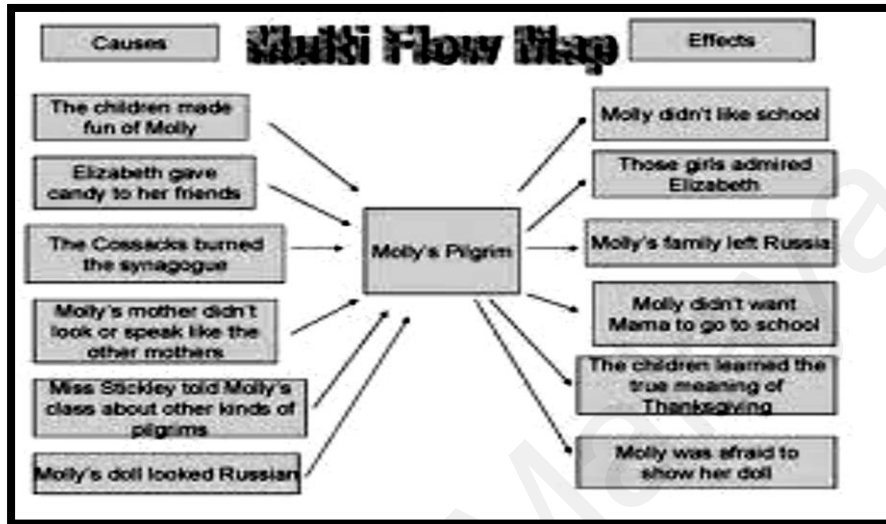 Causes
Multi Flow Map
Effects
The children made
fun of Molly
Elizabeth gave
candy to her friends
The Cossacks burned
the synagogue
Molly's mother didn't
look or speak like the
other mothers
Miss Stickley told Molly's
class about other kinds of
pilgrims
Molly's doll looked Russian
Molly's Pilgrim
Molly didn't like school
Those girls admired
Elizabeth
Molly's family left Russia
Molly didn't want
Mama to go to school
The children learned the
true meaning of
Thanksgiving
Molly was afraid to
show her doll